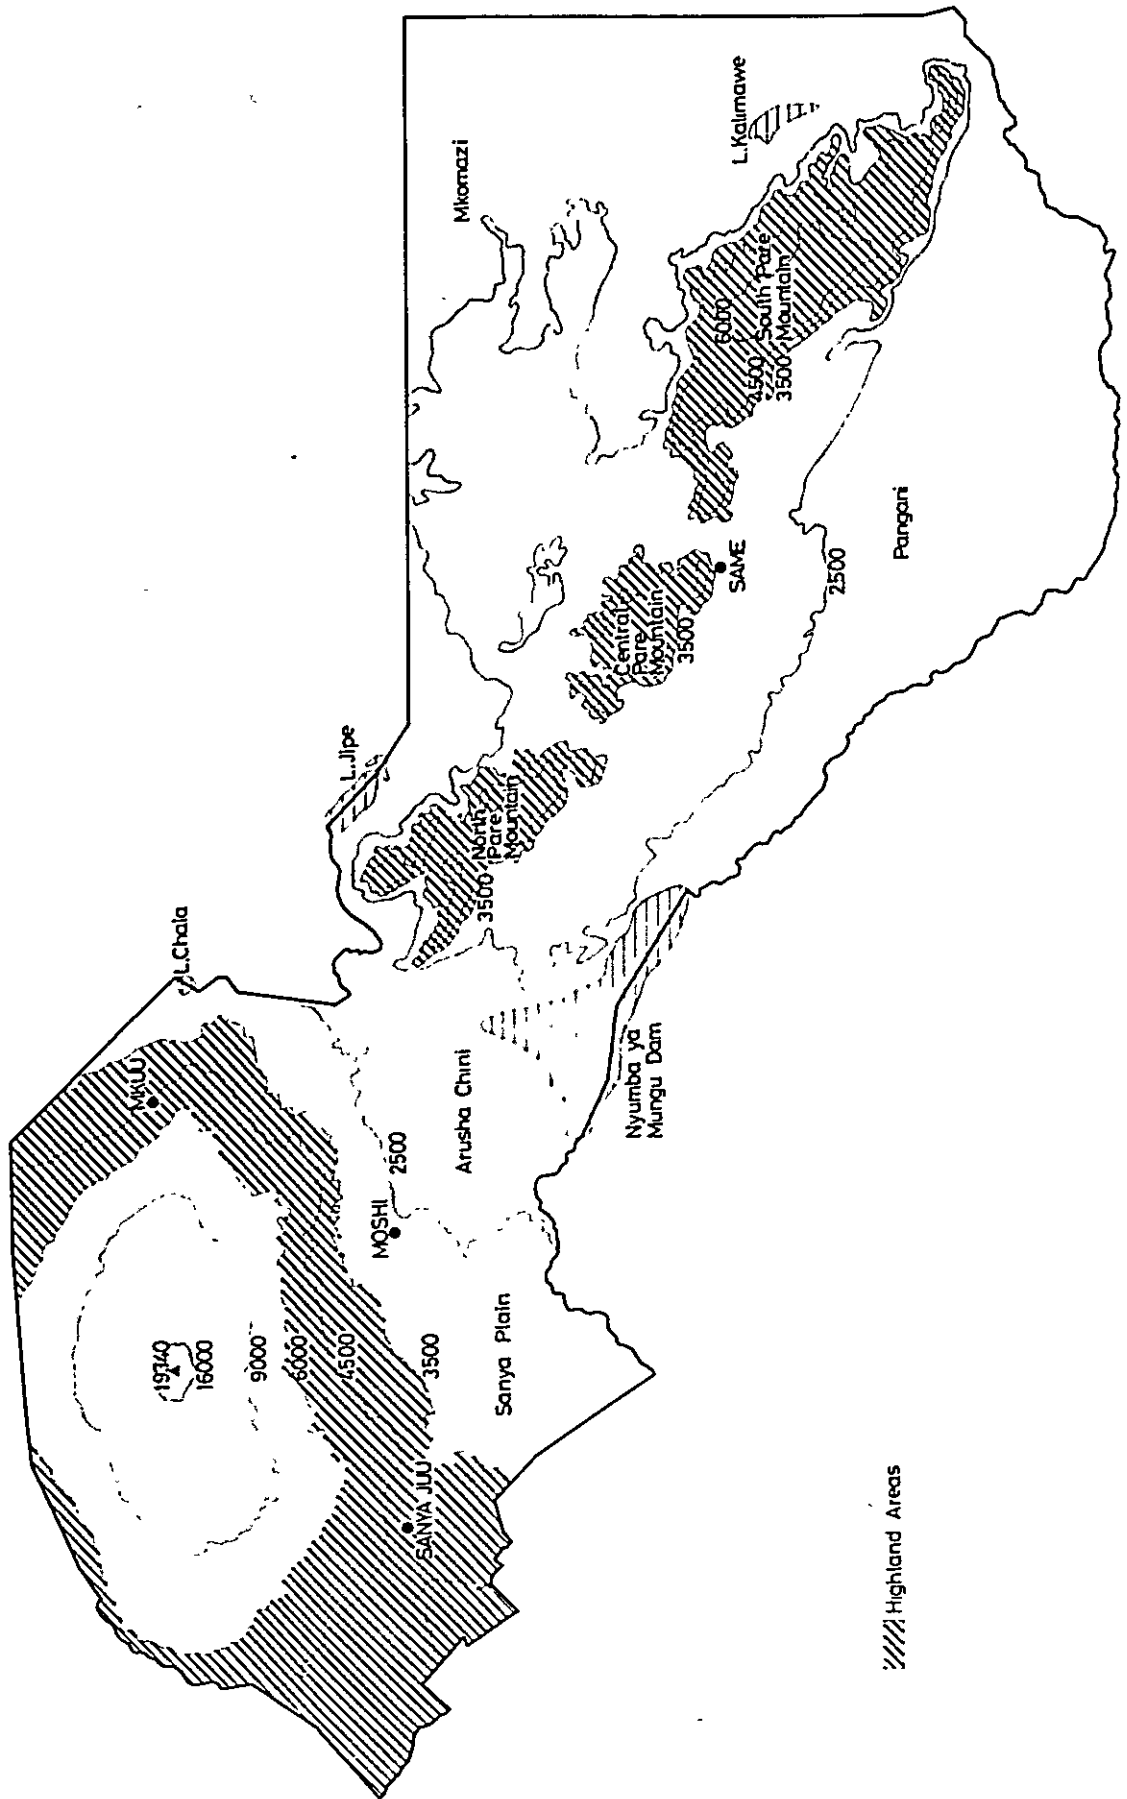 L.Chala
MKUU
19340
16000
9000
6000
4500
3500
SANYA JUU
Sanya Plain
MOSHI
2500
Arusha Chini
Nyumba ya
Mungu Dam
L.Jipe
3500
North
Pare
Mountain
Central
Pare
Mountain
3500
SAME
2500
Pangani
Mkomazi
L.Kalimawe
6000
4500
3500
South Pare
Mountain
Highland Areas